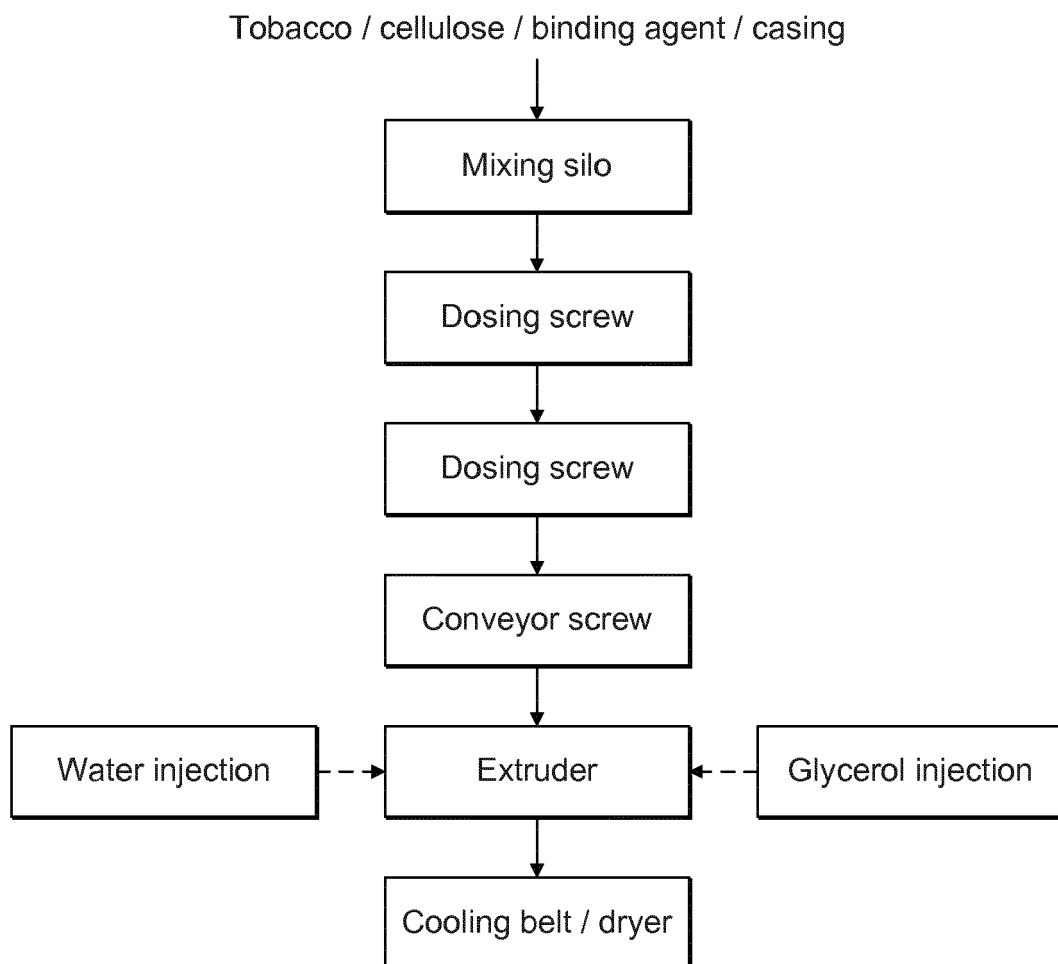 Tobacco / cellulose / binding agent / casing
Mixing silo
Dosing screw
Dosing screw
Conveyor screw
Water injection
Extruder
Glycerol injection
Cooling belt / dryer